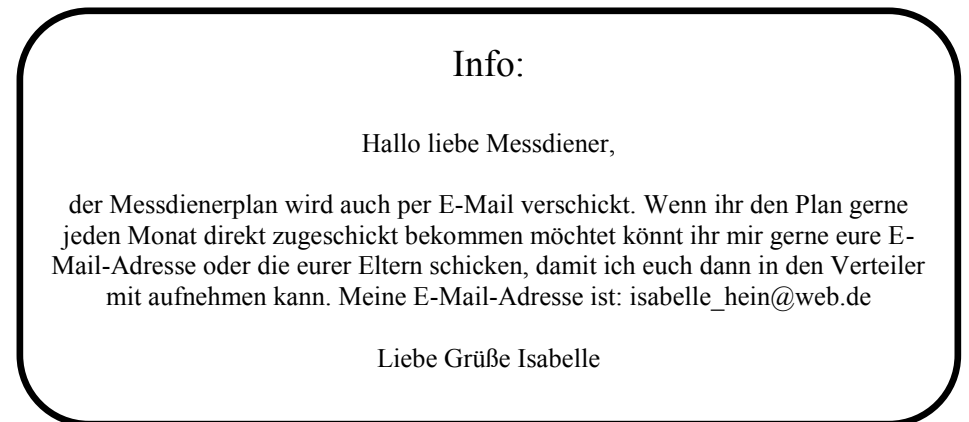 Info:
Hallo liebe Messdiener,
der Messdienerplan wird auch per E-Mail verschickt. Wenn ihr den Plan gerne
jeden Monat direkt zugeschickt bekommen möchtet könnt ihr mir gerne eure E-
Mail-Adresse oder die eurer Eltern schicken, damit ich euch dann in den Verteiler
mit aufnehmen kann. Meine E-Mail-Adresse ist: isabelle_hein@web.de
Liebe Grüße Isabelle